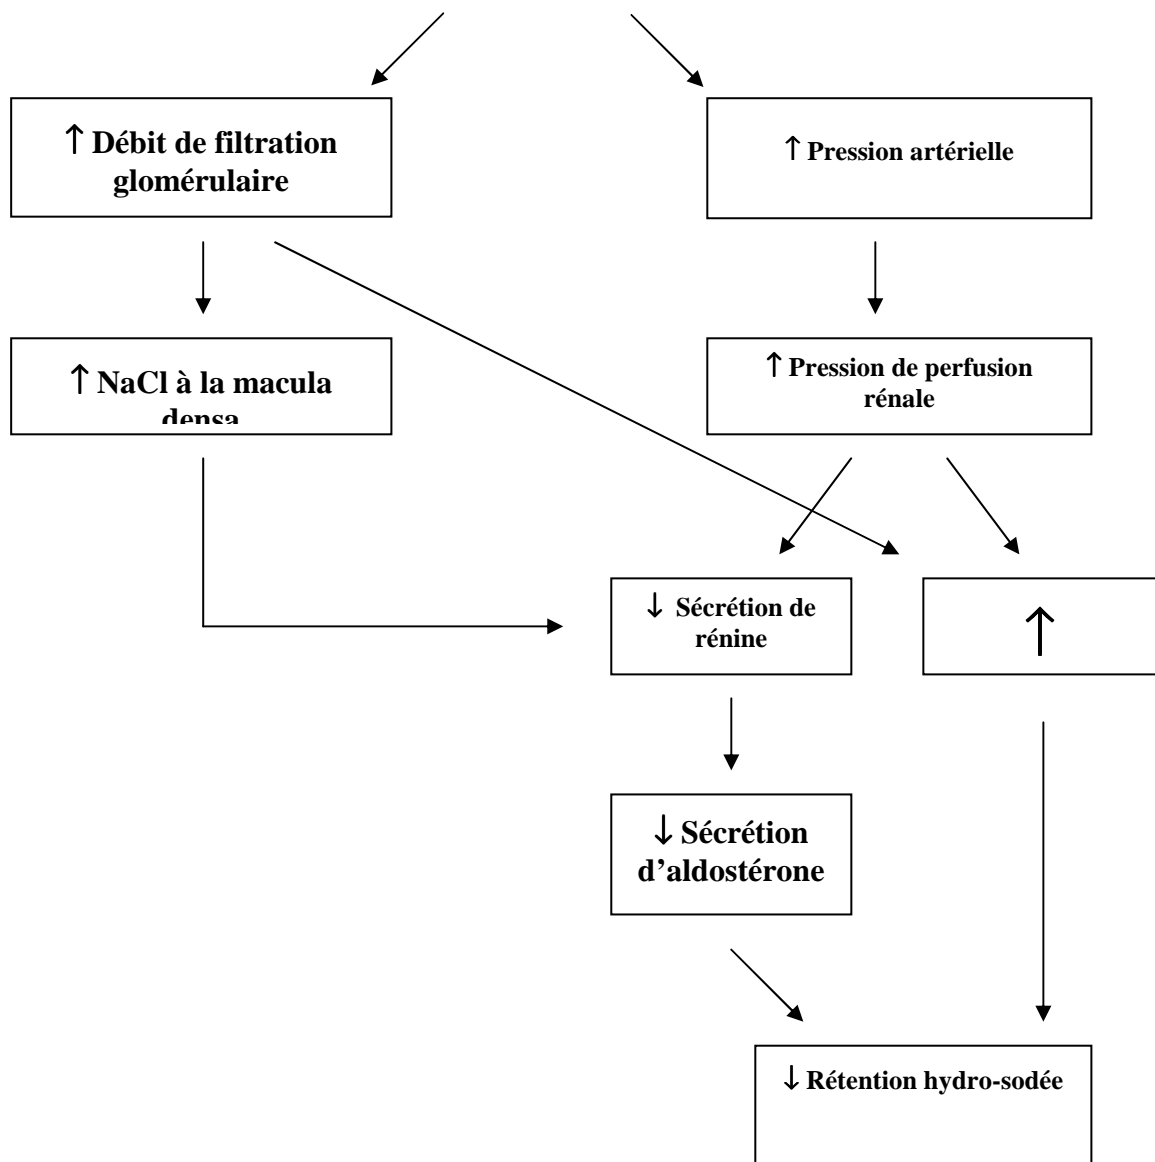 ↑ Débit de filtration
glomérulaire
↑ Pression artérielle
↑ NaCl à la macula
densa
↑ Pression de perfusion
rénale
↓ Sécrétion de
rénine
↑
↓ Sécrétion
d’aldostérone
↓ Rétention hydro-sodée